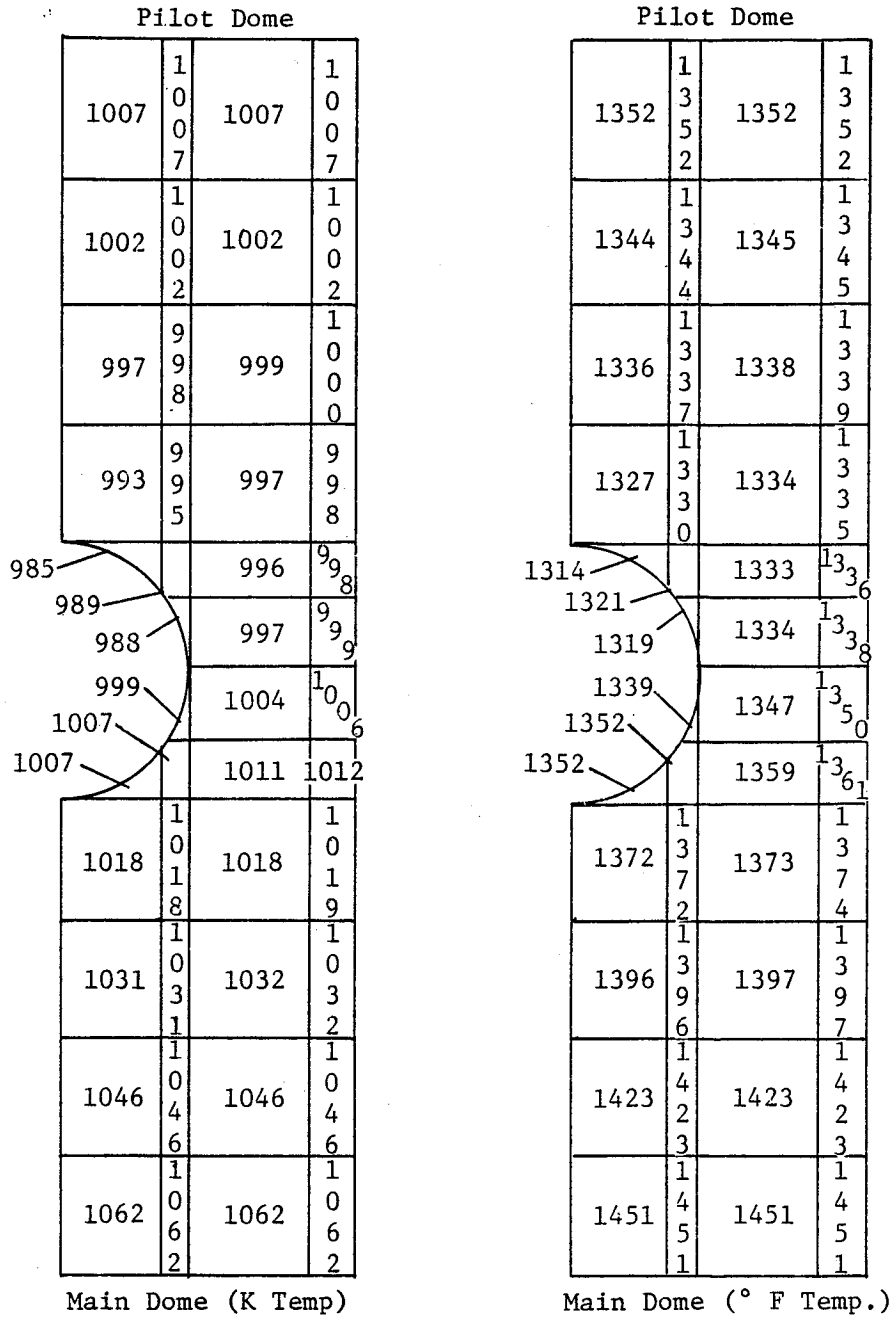 Pilot Dome
1007 1007 1007 1007
1002 1002 1002 1002
997 998 999 1000
993 995 997 998
985 996 998
989
988 997 999
999 1004 1006
1007
1007 1011 1012
1018 1018 1018 1019
1031 1031 1032 1032
1046 1046 1046 1046
1062 1062 1062 1062
Main Dome (K Temp)
Pilot Dome
1352 1352 1352 1352
1344 1344 1345 1345
1336 1337 1338 1339
1327 1330 1334 1335
1314 1333 1336
1321
1319 1334 1338
1339 1347 1350
1352
1352 1359 1361
1372 1372 1373 1374
1396 1396 1397 1397
1423 1423 1423 1423
1451 1451 1451 1451
Main Dome (° F Temp.)